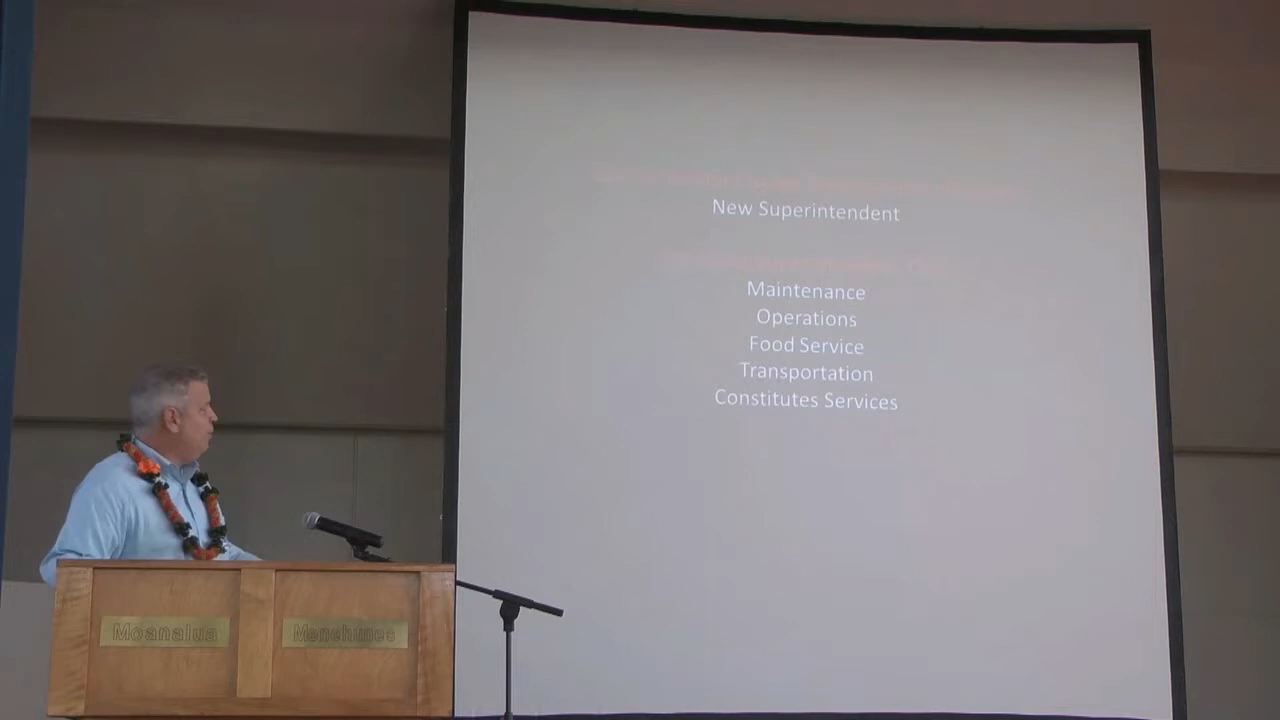 New Superintendent
Maintenance
Operations
Food Service
Transportation
Constitutes Services
Moanalua
Menehunes